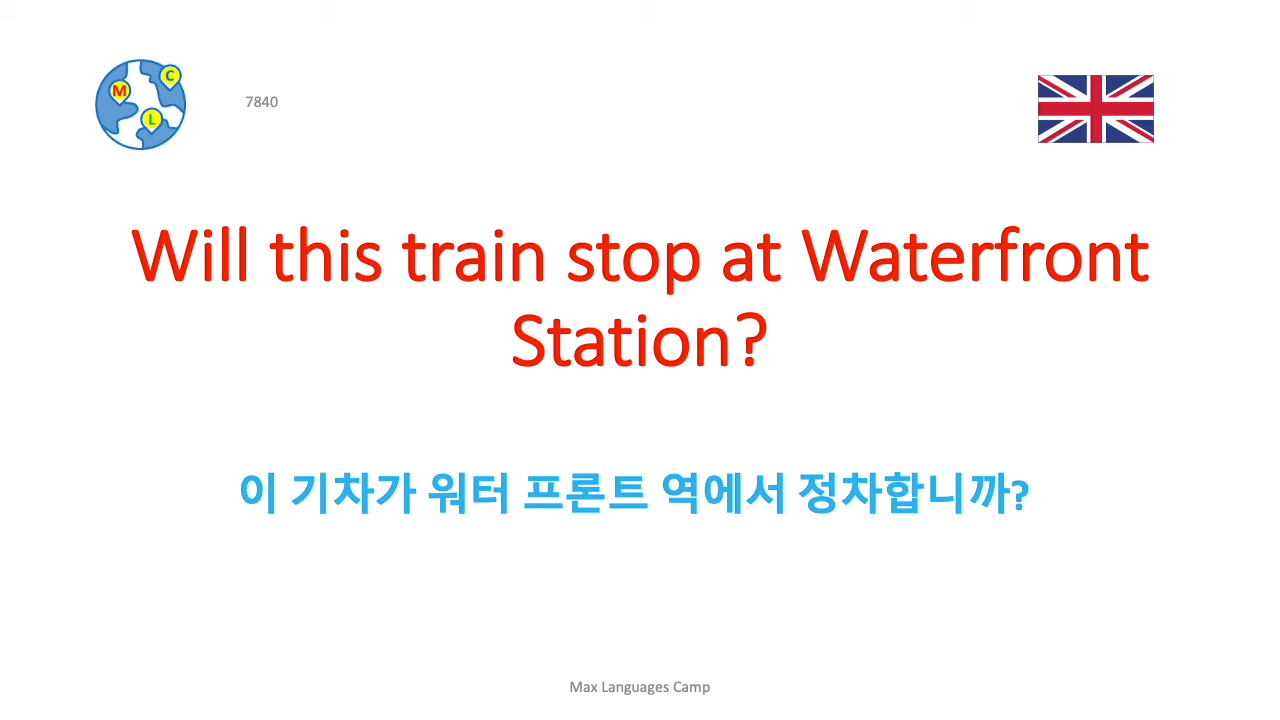 M
C
L
7840
Will this train stop at Waterfront
Station?
이 기차가 워터 프론트 역에서 정차합니까?
Max Languages Camp